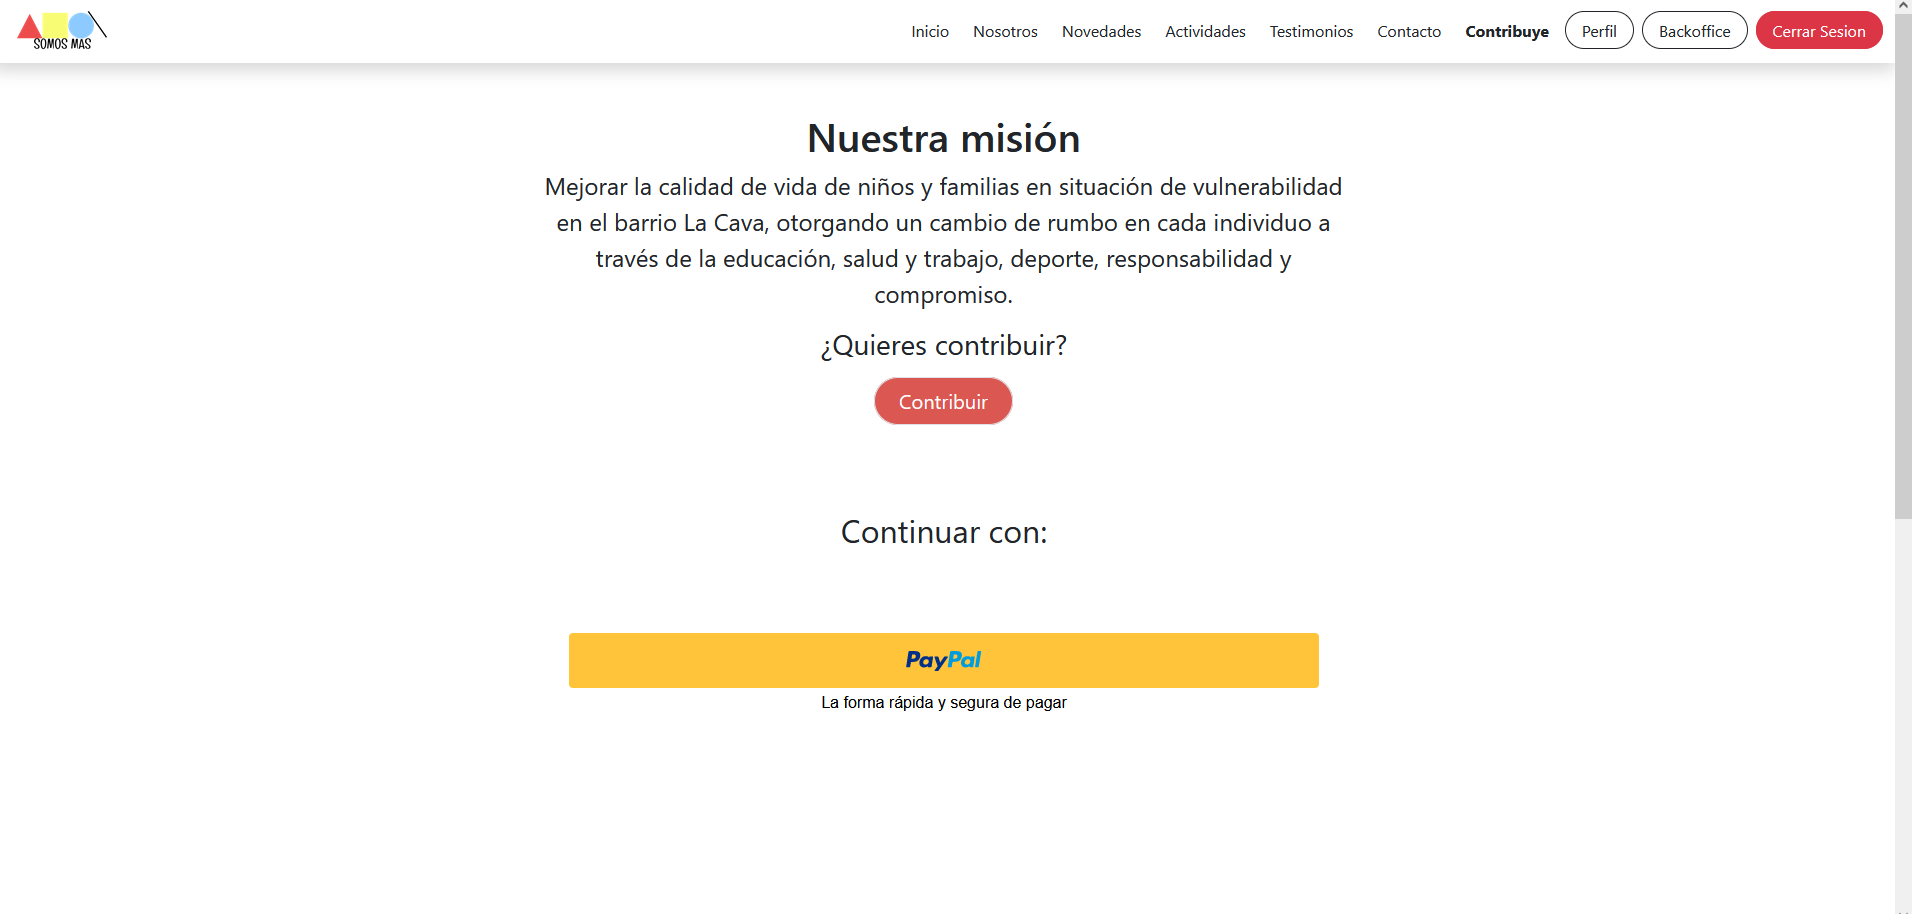 SOMOS MAS
Inicio Nosotros Novedades Actividades Testimonios Contacto Contribuye Perfil Backoffice Cerrar Sesion
Nuestra misión
Mejorar la calidad de vida de niños y familias en situación de vulnerabilidad
en el barrio La Cava, otorgando un cambio de rumbo en cada individuo a
través de la educación, salud y trabajo, deporte, responsabilidad y
compromiso.
¿Quieres contribuir?
Contribuir
Continuar con:
PayPal
La forma rápida y segura de pagar